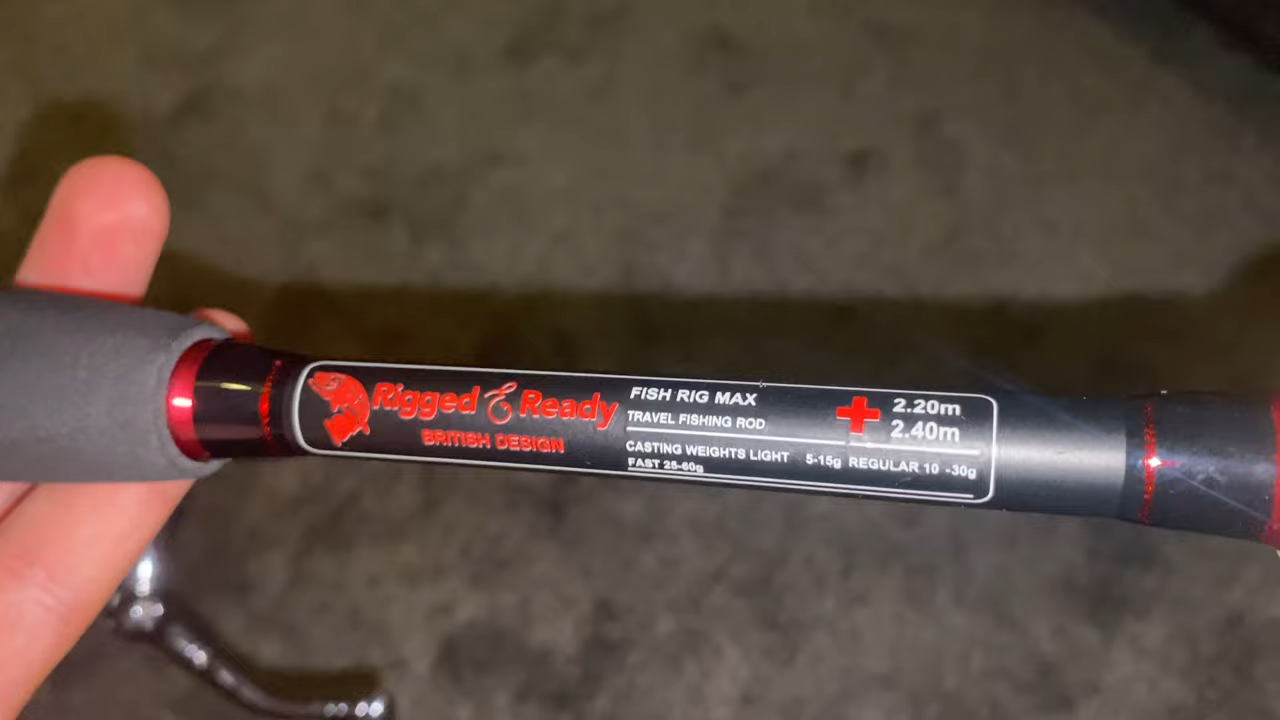 Rigged & Ready
BRITISH DESIGN
FISH RIG MAX
TRAVEL FISHING ROD
2.20m
2.40m
CASTING WEIGHTS LIGHT 5-15g REGULAR 10 -30g
FAST 25-60g